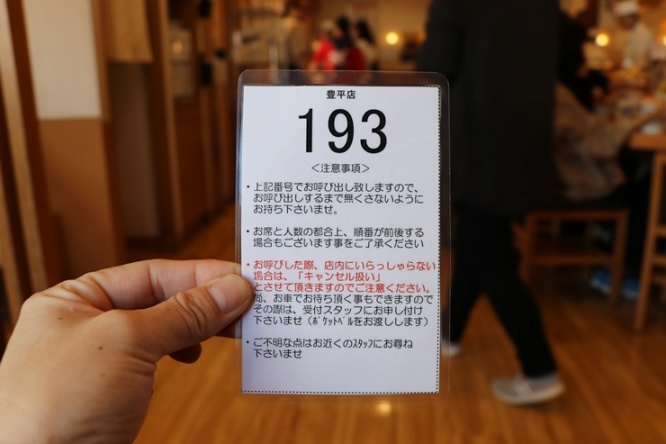 豊平店
193
＜注意事項＞
・上記番号でお呼び出し致しますので、
お呼び出しするまで無くさないように
お持ち下さいませ。
・お席と人数の都合上、順番が前後する
場合もございます事をご了承ください
・お呼びした際、店内にいらっしゃらない
場合は、「キャンセル扱い」
とさせて頂きますのでご注意ください。
尚、お車でお待ち頂く事もできますので
その際は、受付スタッフにお申し付け
下さいませ（ﾎﾟｹｯﾄﾍﾞﾙをお渡しします）
・ご不明な点はお近くのｽﾀｯﾌにお尋ね
下さいませ